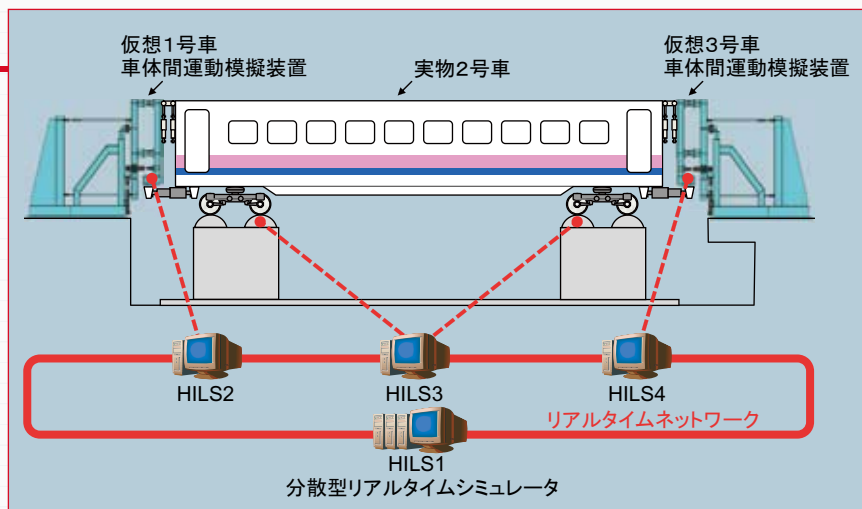 仮想1号車
車体間運動模擬装置
実物2号車
仮想3号車
車体間運動模擬装置
HILS2
HILS3
HILS4
リアルタイムネットワーク
HILS1
分散型リアルタイムシミュレータ